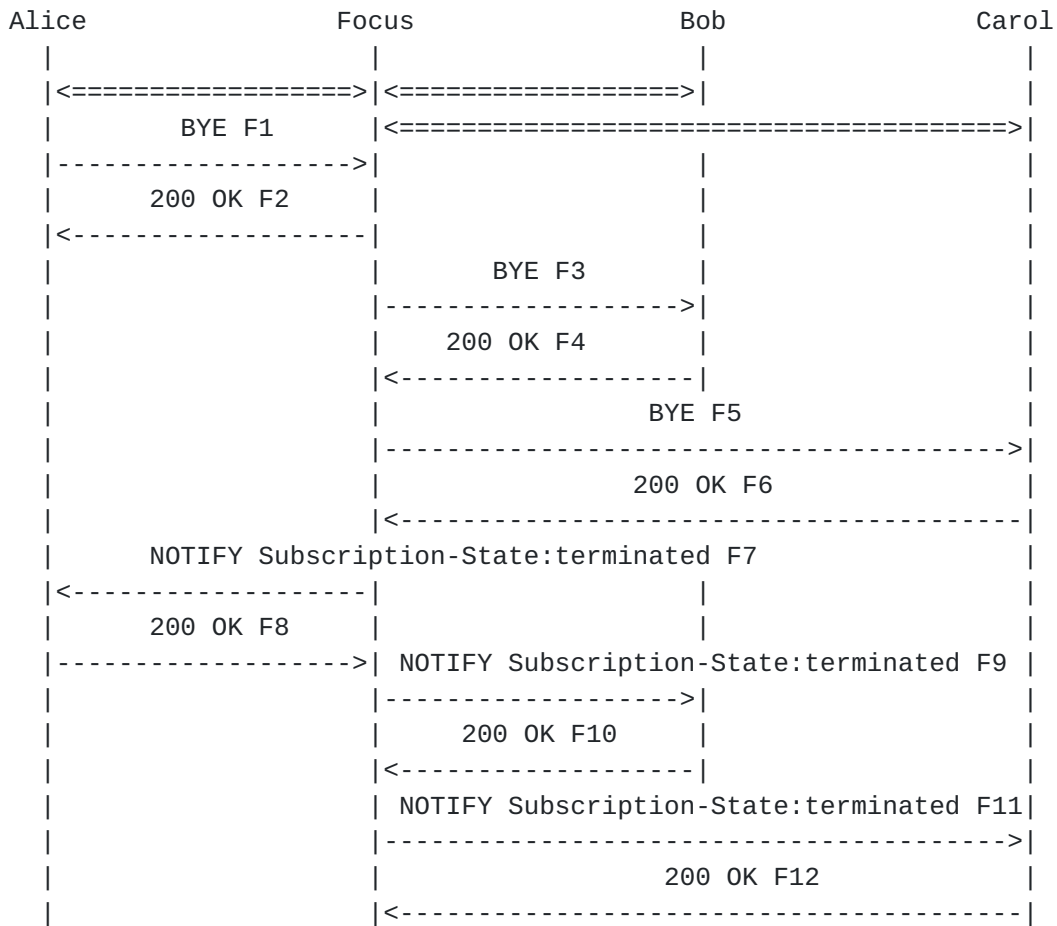 Alice Focus Bob Carol
| | | |
|<==================>|<===================>| |
| BYE F1 |<========================================>|
|------------------->| | |
| 200 OK F2 | | |
|<-------------------| | |
| | BYE F3 | |
| |------------------->| |
| | 200 OK F4 | |
| |<-------------------| |
| | BYE F5 |
| |---------------------------------------->|
| | 200 OK F6 |
| |<----------------------------------------|
| NOTIFY Subscription-State:terminated F7 |
|<-------------------| | |
| 200 OK F8 | | |
|------------------->| NOTIFY Subscription-State:terminated F9 |
| |------------------->| |
| | 200 OK F10 | |
| |<-------------------| |
| | NOTIFY Subscription-State:terminated F11|
| |---------------------------------------->|
| | 200 OK F12 |
| |<----------------------------------------|